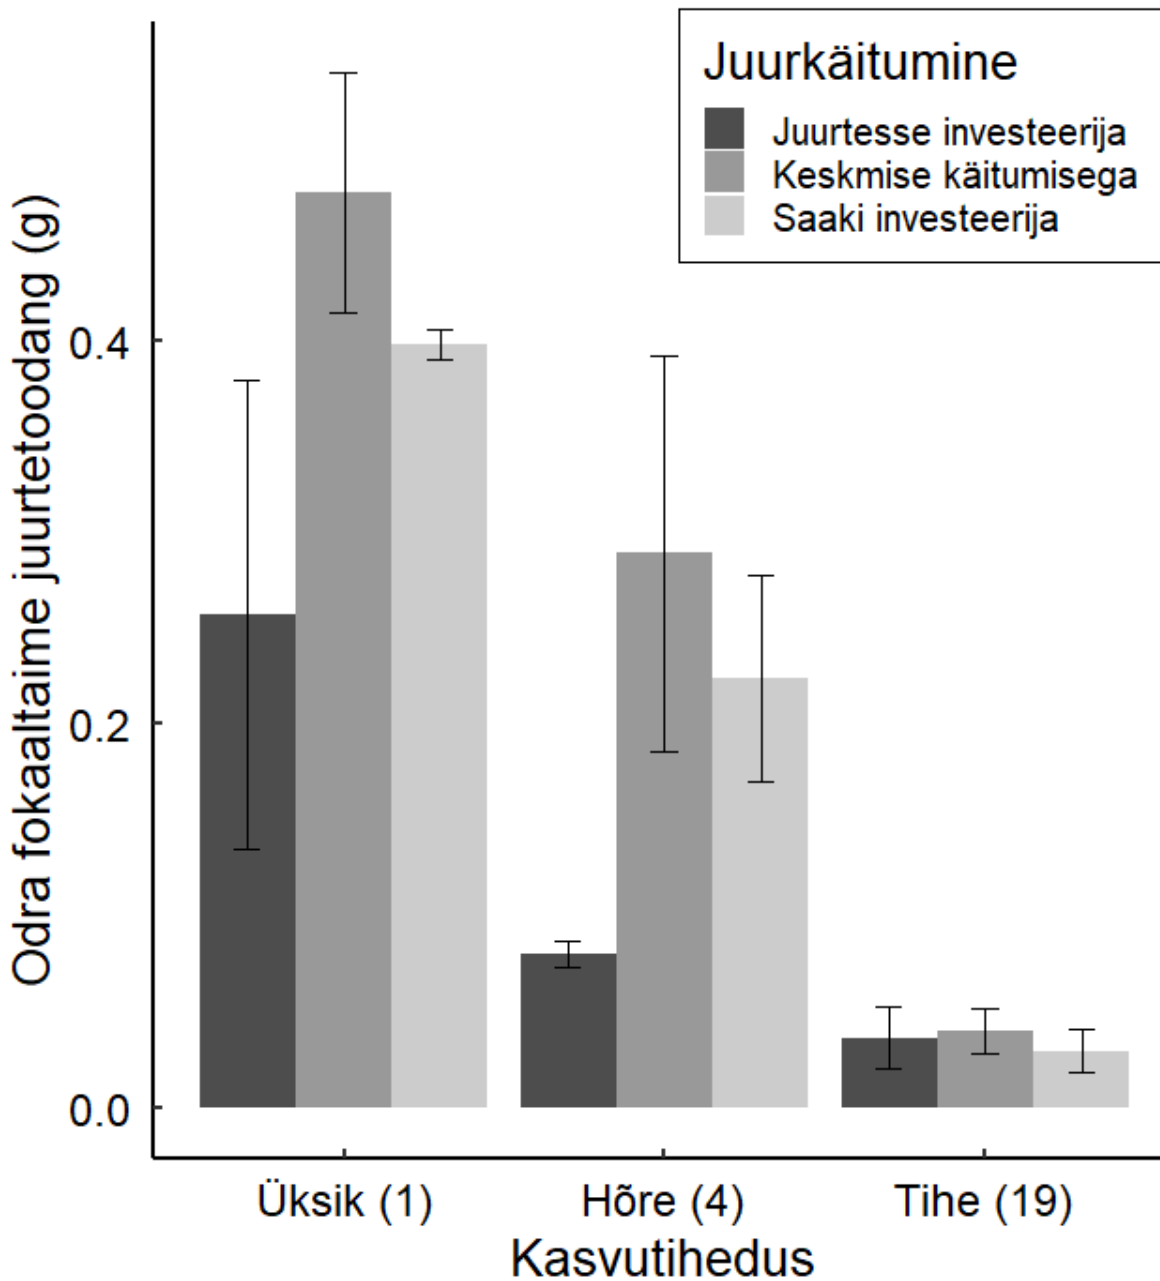 Juurkäitumine
Juurtesse investeerija
Keskmise käitumisega
Saaki investeerija
Odra fokaaltaime juurtetoodang (g)
0.4
0.2
0.0
Üksik (1) Hõre (4) Tihe (19)
Kasvutihedus